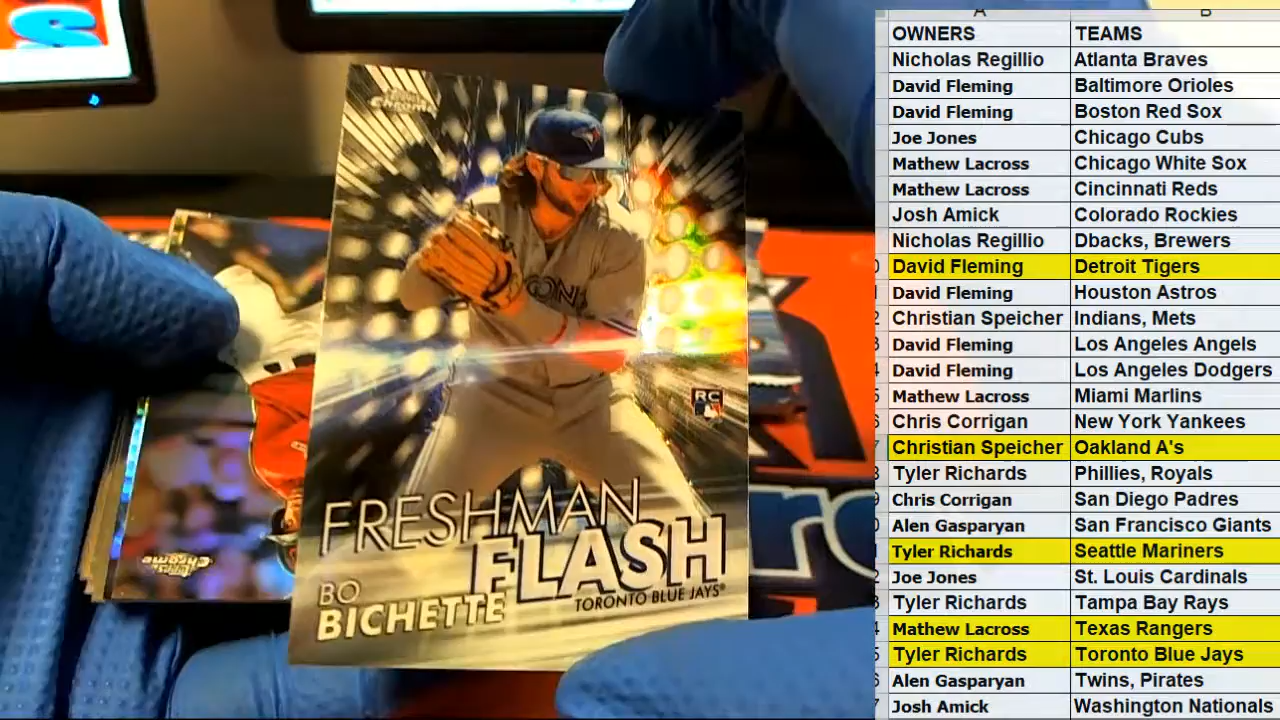 Topps
Chrome
RC
FRESHMAN
FLASH
BO
BICHETTE
TORONTO BLUE JAYS®
Topps
Chrome
S
A B
OWNERS TEAMS
Nicholas Regillio Atlanta Braves
David Fleming Baltimore Orioles
David Fleming Boston Red Sox
Joe Jones Chicago Cubs
Mathew Lacross Chicago White Sox
Mathew Lacross Cincinnati Reds
Josh Amick Colorado Rockies
Nicholas Regillio Dbacks, Brewers
David Fleming Detroit Tigers
David Fleming Houston Astros
Christian Speicher Indians, Mets
David Fleming Los Angeles Angels
David Fleming Los Angeles Dodgers
Mathew Lacross Miami Marlins
Chris Corrigan New York Yankees
Christian Speicher Oakland A's
Tyler Richards Phillies, Royals
Chris Corrigan San Diego Padres
Alen Gasparyan San Francisco Giants
Tyler Richards Seattle Mariners
Joe Jones St. Louis Cardinals
Tyler Richards Tampa Bay Rays
Mathew Lacross Texas Rangers
Tyler Richards Toronto Blue Jays
Alen Gasparyan Twins, Pirates
Josh Amick Washington Nationals